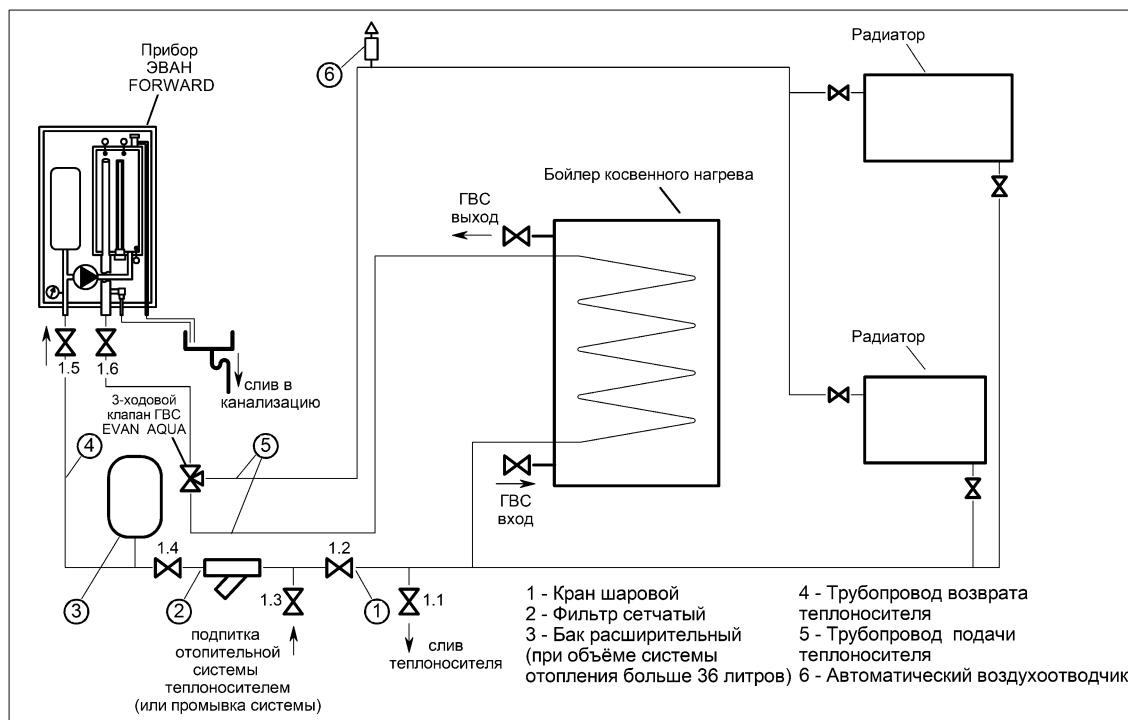 Прибор
ЭВАН
FORWARD
6
Радиатор
Бойлер косвенного нагрева
ГВС
выход
1.5
1.6
слив в
канализацию
Радиатор
3-ходовой
клапан ГВС
EVAN AQUA
4
5
ГВС
вход
1.4
1.2
3
2
1.3
1
1.1
подпитка
отопительной
системы
теплоносителем
(или промывка системы)
слив
теплоносителя
1 - Кран шаровой
2 - Фильтр сетчатый
3 - Бак расширительный
(при объёме системы
отопления больше 36 литров)
4 - Трубопровод возврата
теплоносителя
5 - Трубопровод подачи
теплоносителя
6 - Автоматический воздухоотводчик